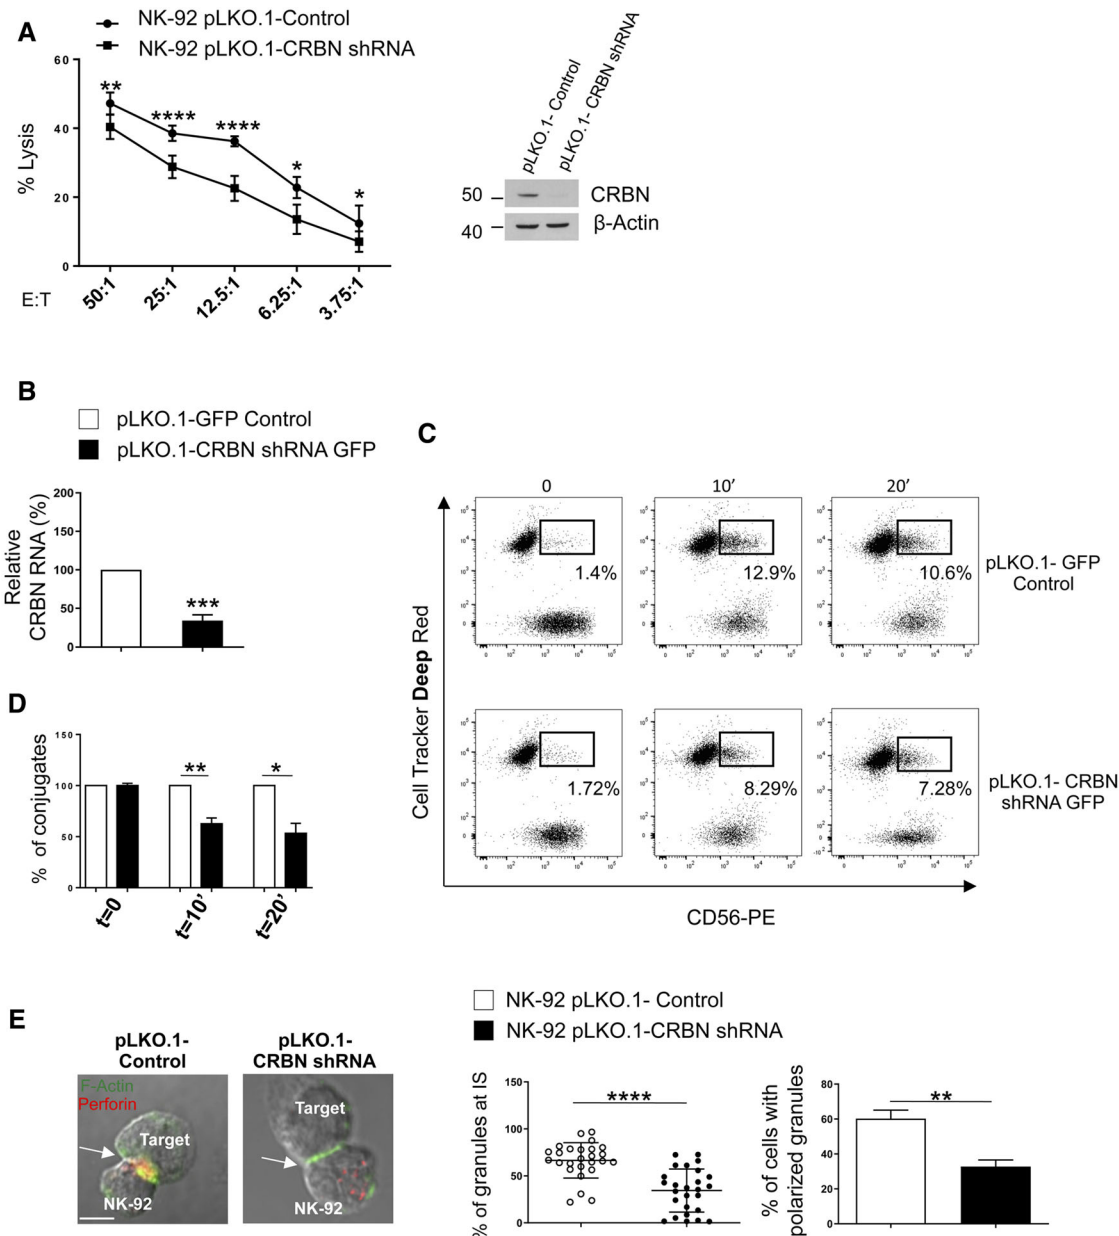 A
NK-92 pLKO.1-Control
NK-92 pLKO.1-CRBN shRNA
% Lysis
60
40
20
0
**
****
****
*
*
E:T
50:1
25:1
12.5:1
6.25:1
3.75:1
pLKO.1- Control
pLKO.1- CRBN shRNA
50
CRBN
40
β-Actin
B
pLKO.1-GFP Control
pLKO.1-CRBN shRNA GFP
Relative
CRBN RNA (%)
200
150
100
50
0
***
C
Cell Tracker Deep Red
0
10’
20’
1.4%
12.9%
10.6%
pLKO.1- GFP
Control
1.72%
8.29%
7.28%
pLKO.1- CRBN
shRNA GFP
CD56-PE
D
% of conjugates
150
100
50
0
**
*
t=0
t=10’
t=20’
E
pLKO.1-
Control
F-Actin
Perforin
Target
NK-92
pLKO.1-
CRBN shRNA
Target
NK-92
NK-92 pLKO.1- Control
NK-92 pLKO.1-CRBN shRNA
% of granules at IS
150
100
50
0
****
% of cells with
polarized granules
80
60
40
20
0
**